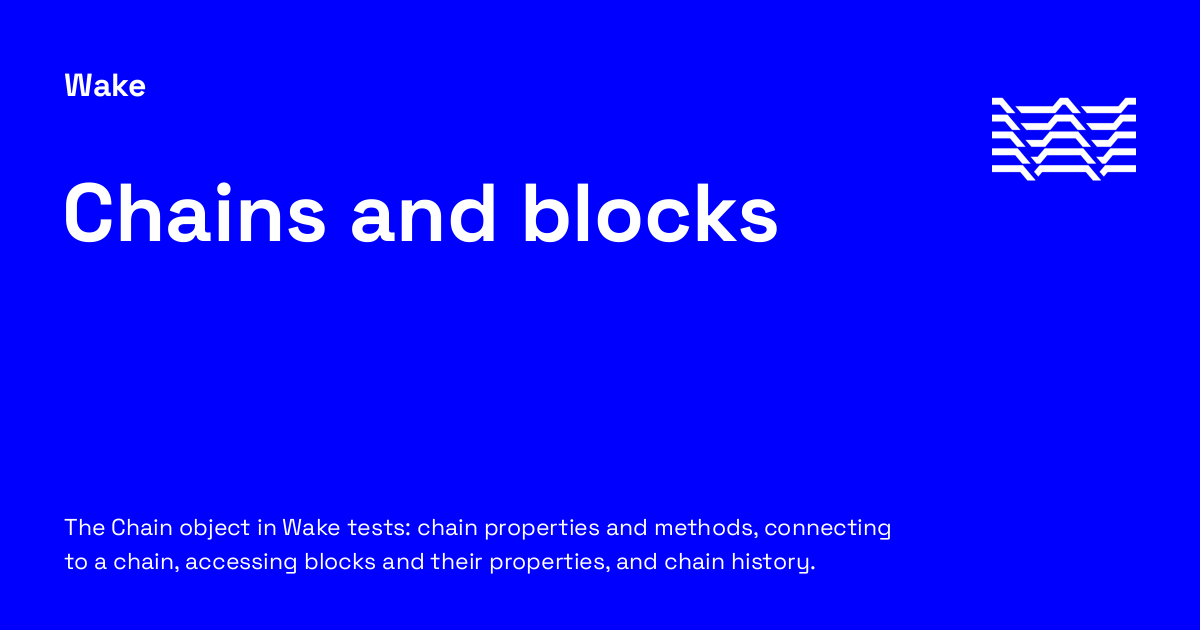 Wake
Chains and blocks
The Chain object in Wake tests: chain properties and methods, connecting
to a chain, accessing blocks and their properties, and chain history.